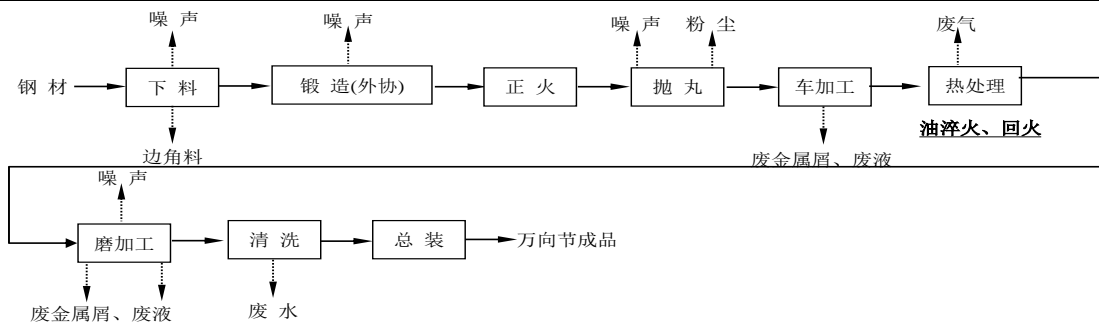 噪 声
噪 声
噪 声
粉 尘
废气
钢 材
下 料
锻 造(外协)
正 火
抛 丸
车加工
热处理
油淬火、回火
边角料
废金属屑、废液
噪 声
磨加工
清 洗
总 装
万向节成品
废金属屑、废液
废 水